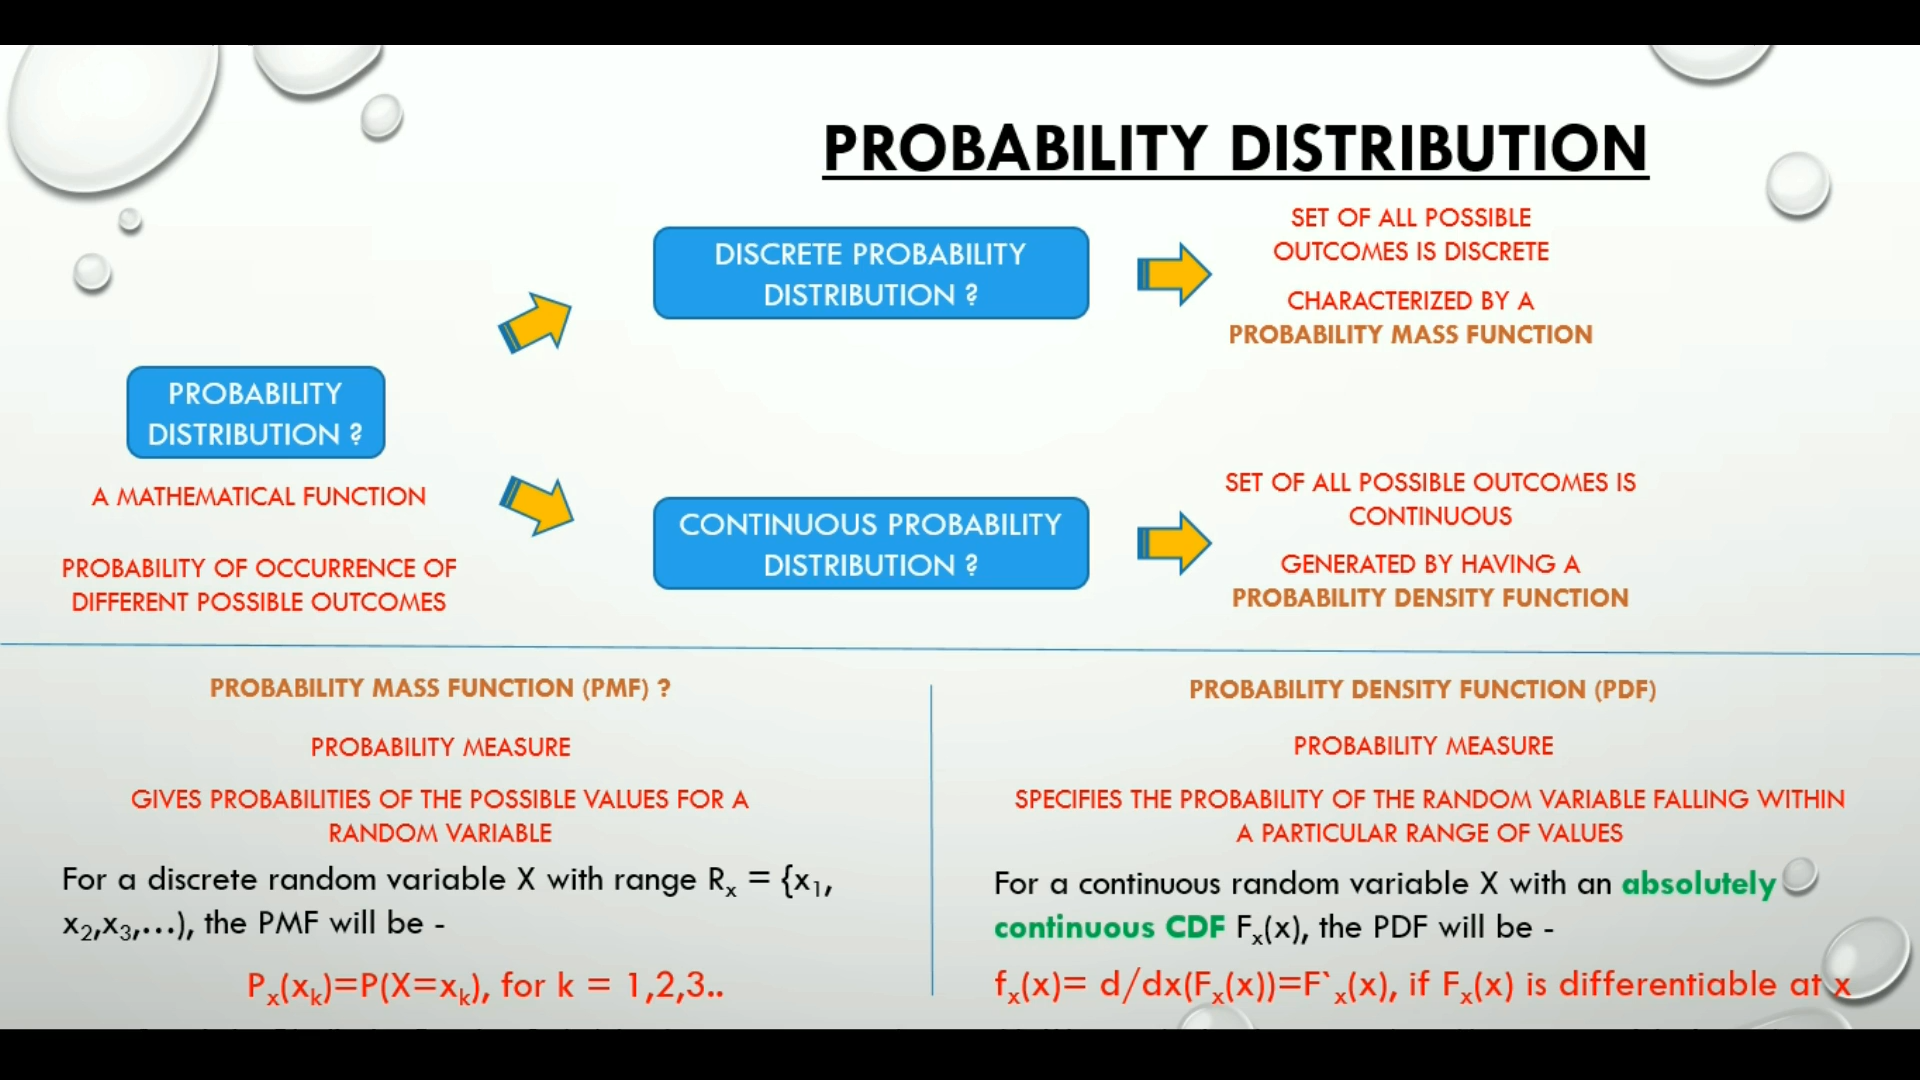 PROBABILITY DISTRIBUTION
PROBABILITY
DISTRIBUTION ?
A MATHEMATICAL FUNCTION
PROBABILITY OF OCCURRENCE OF
DIFFERENT POSSIBLE OUTCOMES
DISCRETE PROBABILITY
DISTRIBUTION ?
SET OF ALL POSSIBLE
OUTCOMES IS DISCRETE
CHARACTERIZED BY A
PROBABILITY MASS FUNCTION
CONTINUOUS PROBABILITY
DISTRIBUTION ?
SET OF ALL POSSIBLE OUTCOMES IS
CONTINUOUS
GENERATED BY HAVING A
PROBABILITY DENSITY FUNCTION
PROBABILITY MASS FUNCTION (PMF) ?
PROBABILITY MEASURE
GIVES PROBABILITIES OF THE POSSIBLE VALUES FOR A
RANDOM VARIABLE
For a discrete random variable X with range Rₓ = {x₁,
x₂,x₃,...), the PMF will be -
Pₓ(xₖ)=P(X=xₖ), for k = 1,2,3..
PROBABILITY DENSITY FUNCTION (PDF)
PROBABILITY MEASURE
SPECIFIES THE PROBABILITY OF THE RANDOM VARIABLE FALLING WITHIN
A PARTICULAR RANGE OF VALUES
For a continuous random variable X with an absolutely
continuous CDF Fₓ(x), the PDF will be -
fₓ(x)= d/dx(Fₓ(x))=F`ₓ(x), if Fₓ(x) is differentiable at x